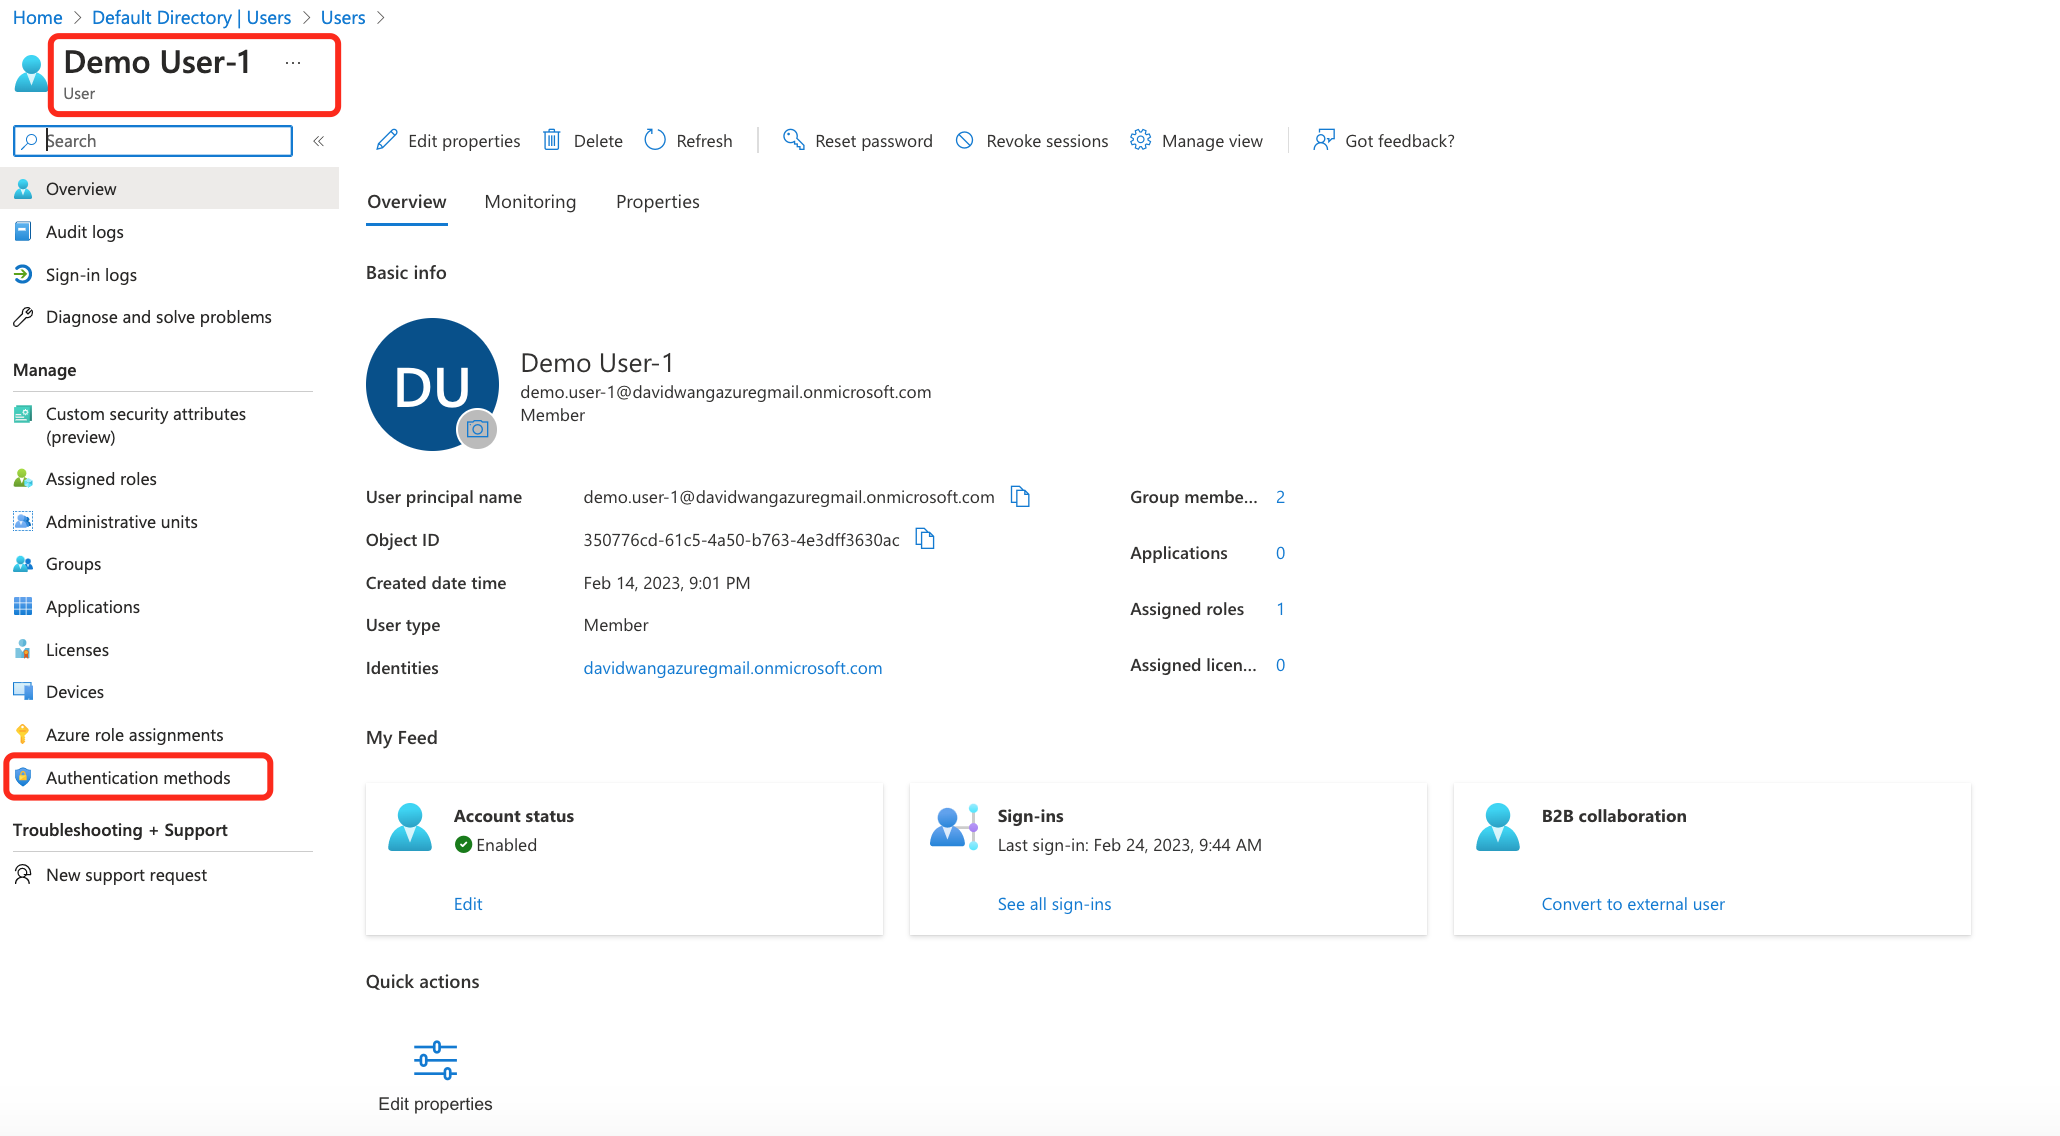 Home > Default Directory | Users > Users >
Demo User-1 ...
User
Search «
Edit properties Delete Refresh Reset password Revoke sessions Manage view Got feedback?
Overview
Audit logs
Sign-in logs
Diagnose and solve problems
Manage
Custom security attributes
(preview)
Assigned roles
Administrative units
Groups
Applications
Licenses
Devices
Azure role assignments
Authentication methods
Troubleshooting + Support
New support request
Overview Monitoring Properties
Basic info
DU
Demo User-1
demo.user-1@davidwangazuregmail.onmicrosoft.com
Member
User principal name demo.user-1@davidwangazuregmail.onmicrosoft.com
Object ID 350776cd-61c5-4a50-b763-4e3dff3630ac
Created date time Feb 14, 2023, 9:01 PM
User type Member
Identities davidwangazuregmail.onmicrosoft.com
Group membe... 2
Applications 0
Assigned roles 1
Assigned licen... 0
My Feed
Account status
Enabled
Edit
Sign-ins
Last sign-in: Feb 24, 2023, 9:44 AM
See all sign-ins
B2B collaboration
Convert to external user
Quick actions
Edit properties